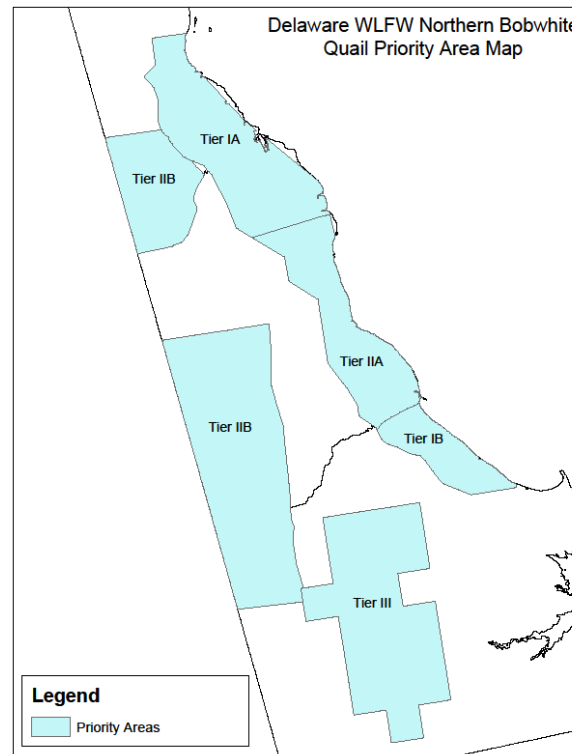 Delaware WLFW Northern Bobwhite
Quail Priority Area Map
Tier IA
Tier IIB
Tier IIA
Tier IIB
Tier IB
Tier III
Legend
Priority Areas